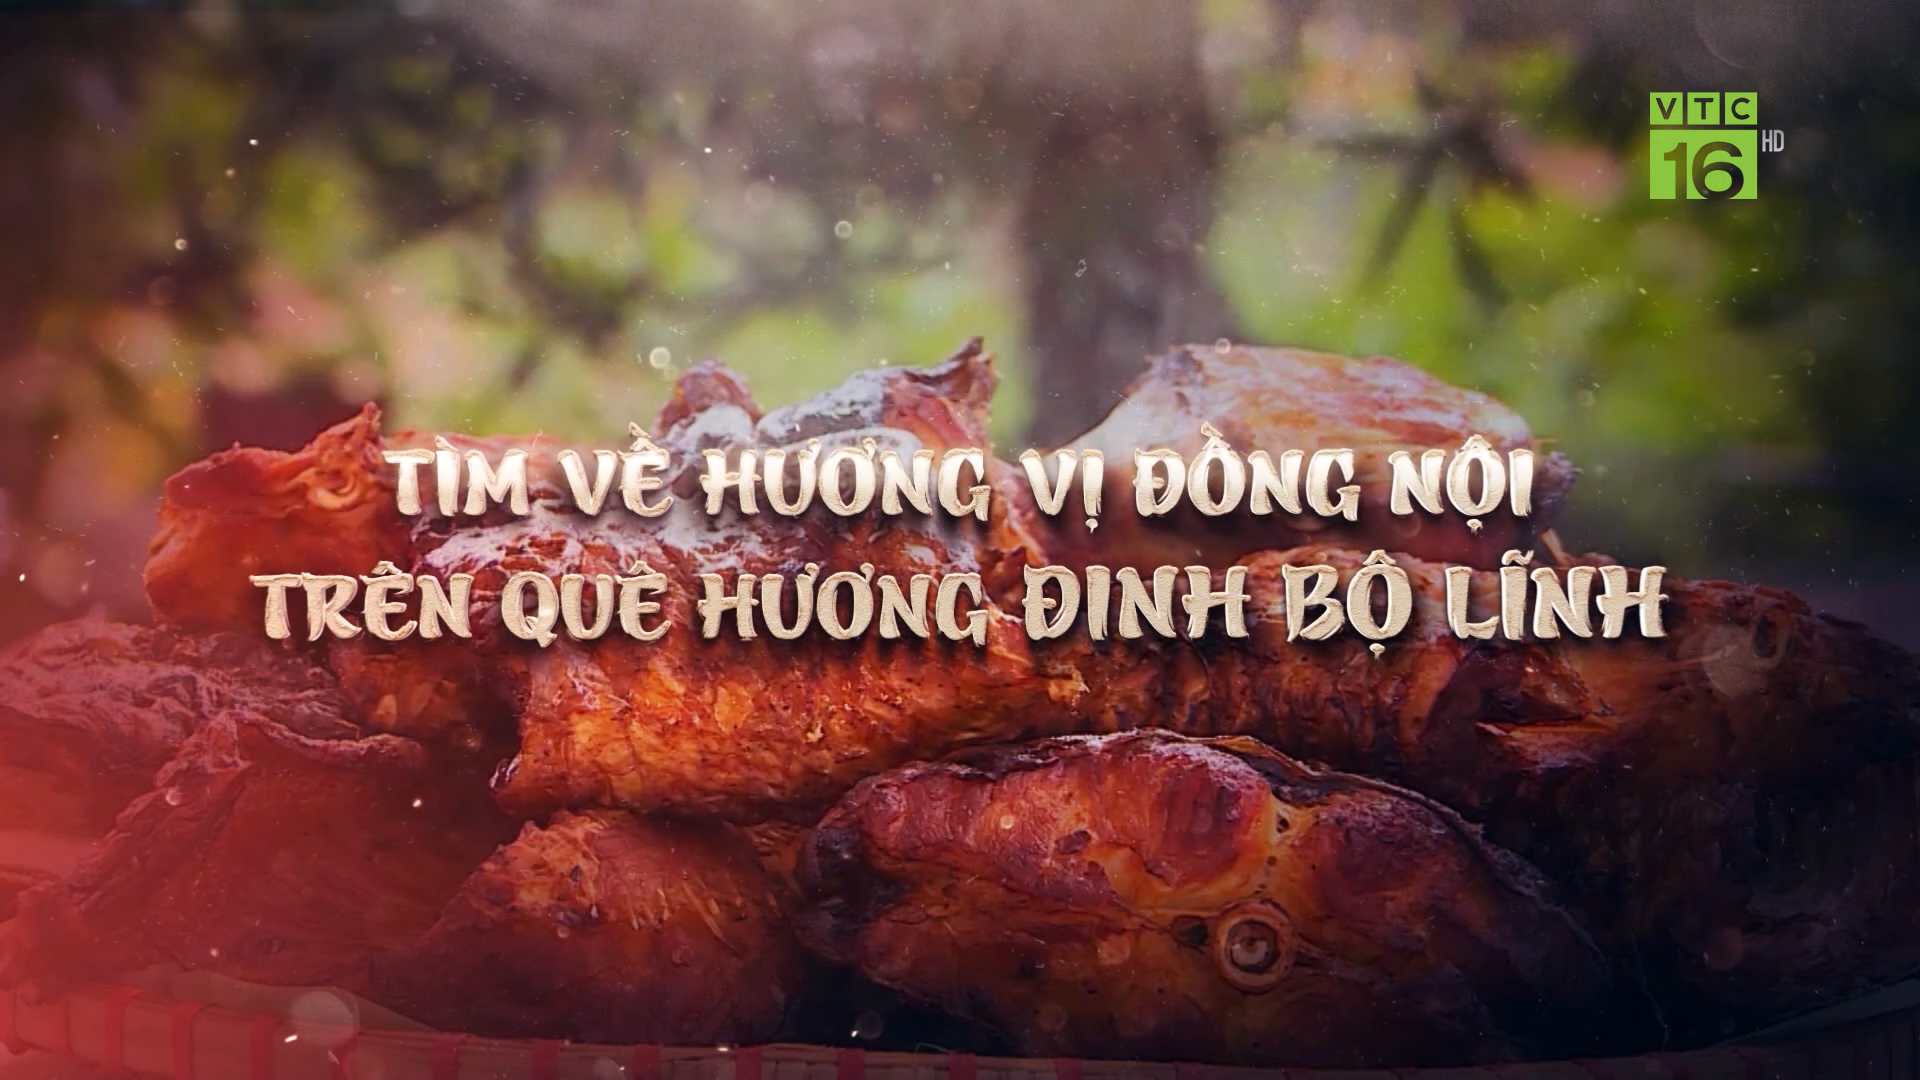 VTC
16 HD
TÌM VỀ HƯƠNG VỊ ĐỒNG NỘI
TRÊN QUÊ HƯƠNG ĐINH BỘ LĨNH